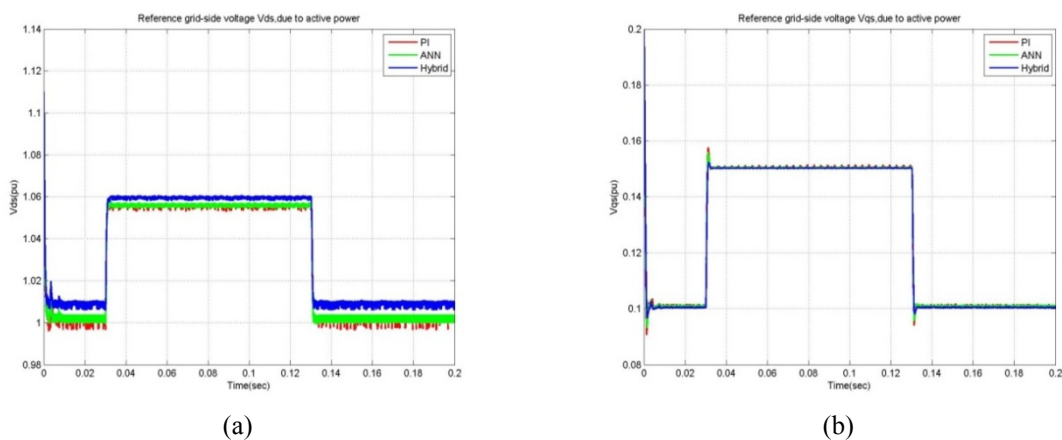 Reference grid-side voltage Vds,due to active power
1.14
1.12
1.1
1.08
1.06
1.04
1.02
1
0.98
Vds(pu)
PI
ANN
Hybrid
0
0.02
0.04
0.06
0.08
0.1
0.12
0.14
0.16
0.18
0.2
Time(sec)
(a)
Reference grid-side voltage Vqs,due to active power
0.2
0.18
0.16
0.14
0.12
0.1
0.08
Vqs(pu)
PI
ANN
Hybrid
0
0.02
0.04
0.06
0.08
0.1
0.12
0.14
0.16
0.18
0.2
Time(sec)
(b)